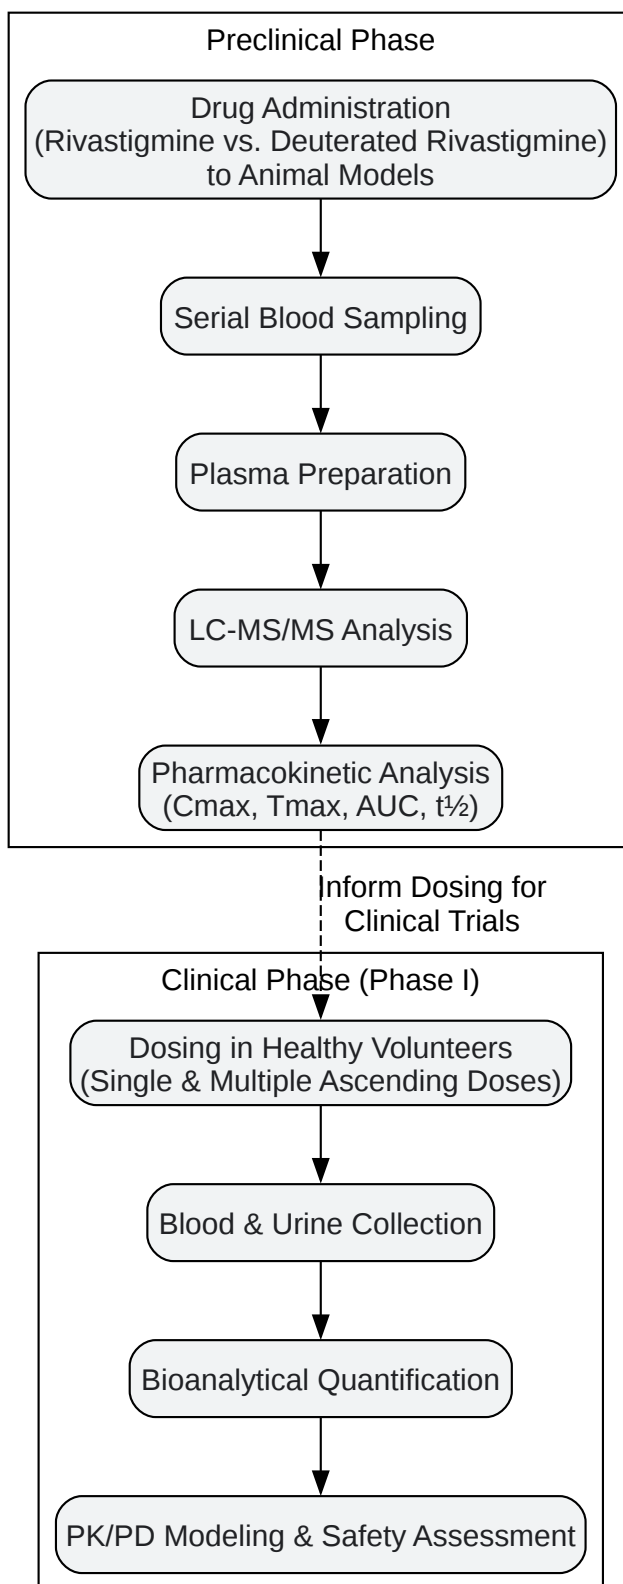 Preclinical Phase
Drug Administration
(Rivastigmine vs. Deuterated Rivastigmine)
to Animal Models
Serial Blood Sampling
Plasma Preparation
LC-MS/MS Analysis
Pharmacokinetic Analysis
(Cmax, Tmax, AUC, t½)
Inform Dosing for
Clinical Trials
Clinical Phase (Phase I)
Dosing in Healthy Volunteers
(Single & Multiple Ascending Doses)
Blood & Urine Collection
Bioanalytical Quantification
PK/PD Modeling & Safety Assessment